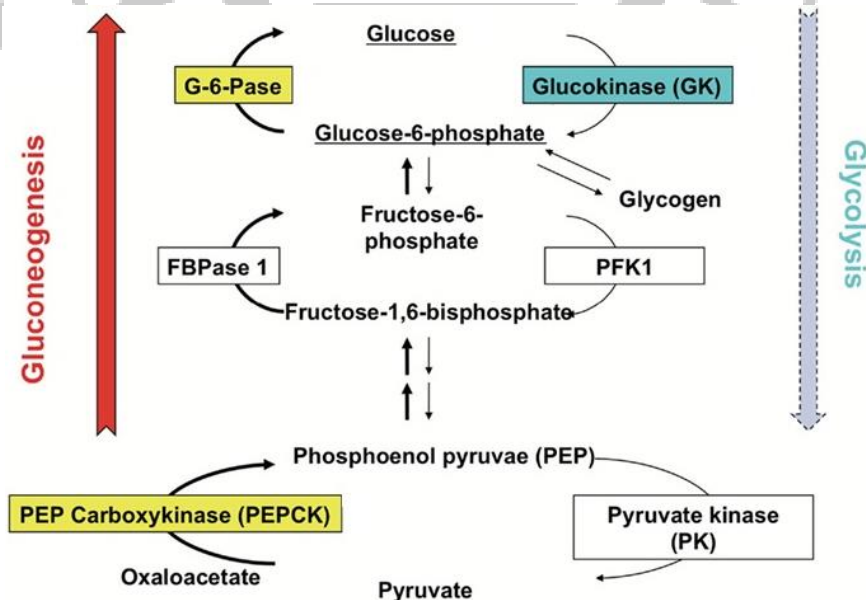 Glucose
G-6-Pase
Glucokinase (GK)
Glucose-6-phosphate
Glycogen
Fructose-6-
phosphate
FBPase 1
PFK1
Fructose-1,6-bisphosphate
Phosphoenol pyruvae (PEP)
PEP Carboxykinase (PEPCK)
Pyruvate kinase
(PK)
Oxaloacetate
Pyruvate
Gluconeogenesis
Glycolysis